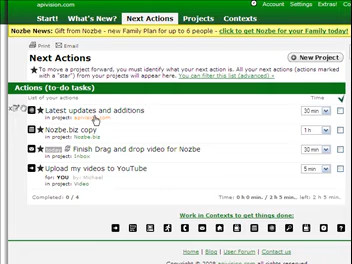 apivision.com
Account Settings Extras!
Start! What's New? Next Actions Projects Contexts
Nozbe News: Gift from Nozbe - new Family Plan for up to 6 people - click to get Nozbe for your Family today!
Print Email
Next Actions
New Project
To move a project forward, you must identify what your next action is. All your next actions (actions marked
with a "star") from your projects will appear here. You can filter this list (advanced) »
Actions (to-do tasks)
List of your actions Time
Latest updates and additions 30 min
in project: apivision.com
Nozbe.biz copy 1 h
in project: Nozbe.biz
Finish Drag and drop video for Nozbe 30 min
in project: Inbox
Upload my videos to YouTube 5 min
for: YOU by: Michael
in project: Video
Completed: 0 / 4 Time: 0 h 0 min. / 2 h 5 min. left: 2 h 5 min.
Work in Contexts to get things done:
Home | Blog | User Forum | Contact us